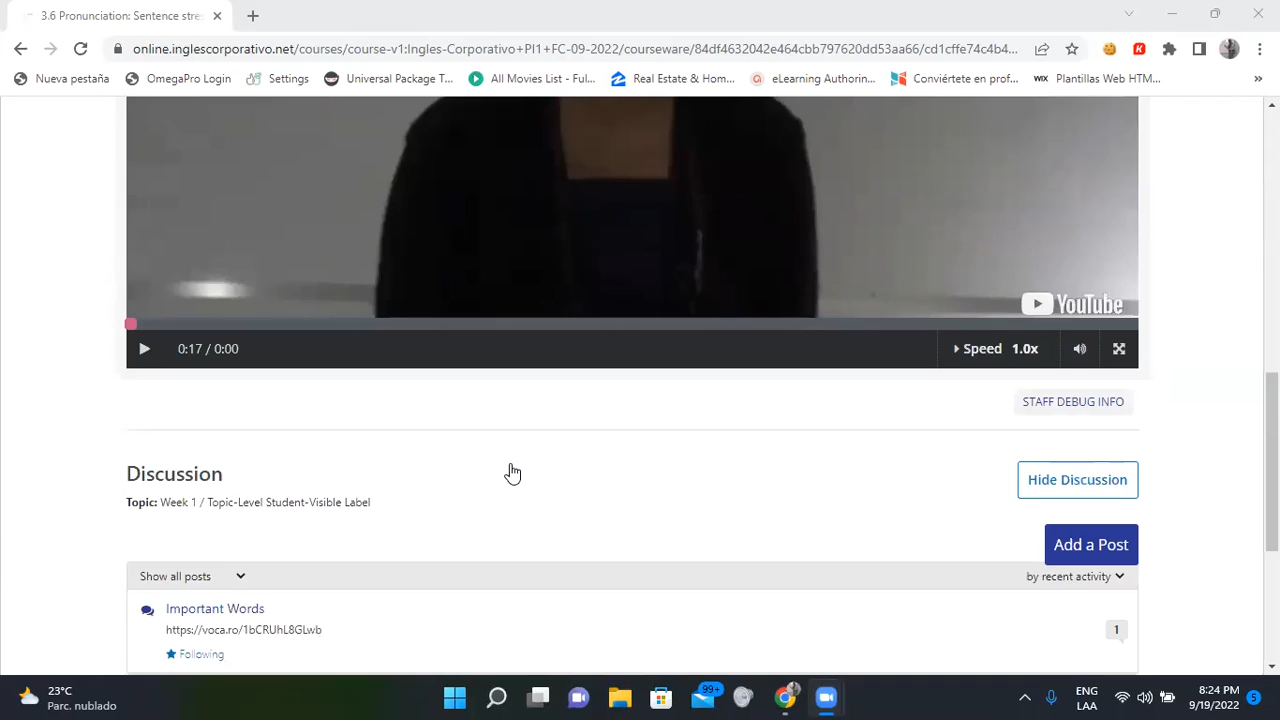 3.6 Pronunciation: Sentence stre
online.inglescorporativo.net/courses/course-v1:Ingles-Corporativo+PI1+FC-09-2022/courseware/84df4632042e464cbb797620dd53aa66/cd1cffe74c4b4...
Nueva pestaña OmegaPro Login Settings Universal Package T... All Movies List - Ful... Real Estate & Hom... eLearning Authorin... Conviértete en prof... WIX Plantillas Web HTM... »
YouTube
0:17 / 0:00 Speed 1.0x
STAFF DEBUG INFO
Discussion
Hide Discussion
Topic: Week 1 / Topic-Level Student-Visible Label
Add a Post
Show all posts by recent activity
Important Words
https://voca.ro/1bCRUhL8GLwb
1
Following
23°C
Parc. nublado
99+
ENG
LAA
8:24 PM
9/19/2022
5